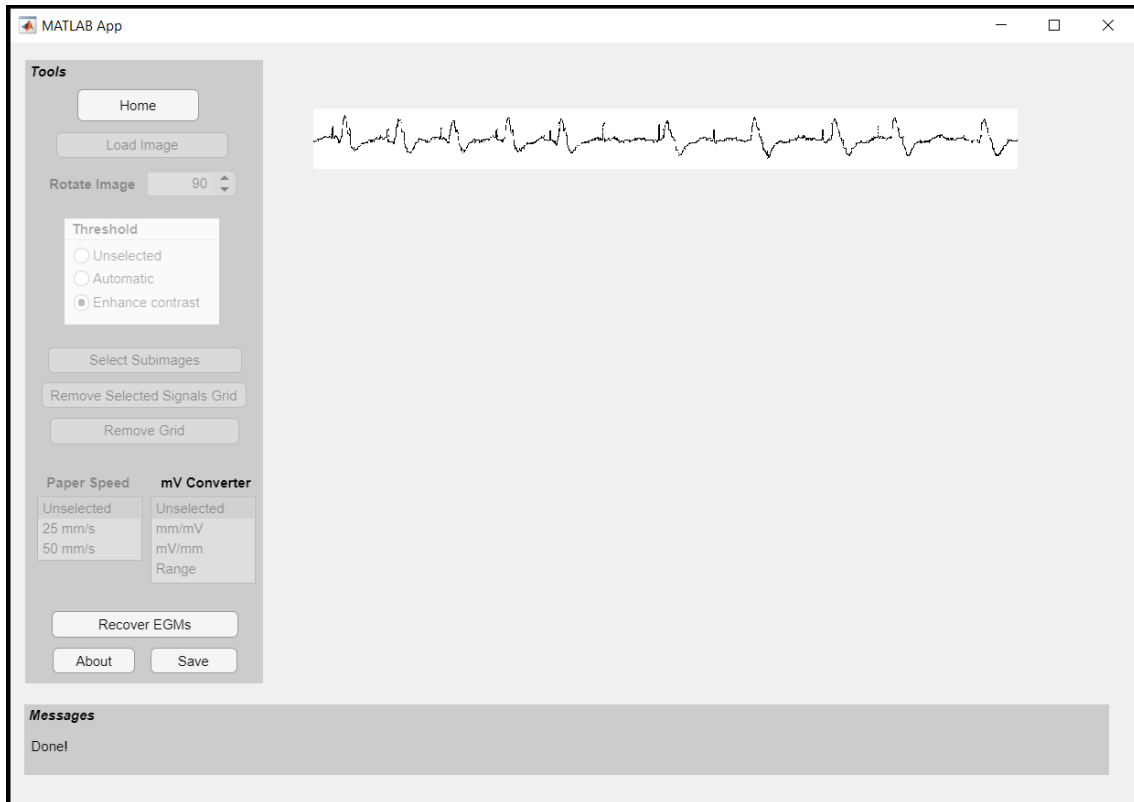 MATLAB App
Tools
Home
Load Image
Rotate Image 90
Threshold
Unselected
Automatic
Enhance contrast
Select Subimages
Remove Selected Signals Grid
Remove Grid
Paper Speed mV Converter
Unselected Unselected
25 mm/s mm/mV
50 mm/s mV/mm
Range
Recover EGMs
About Save
Messages
Done!